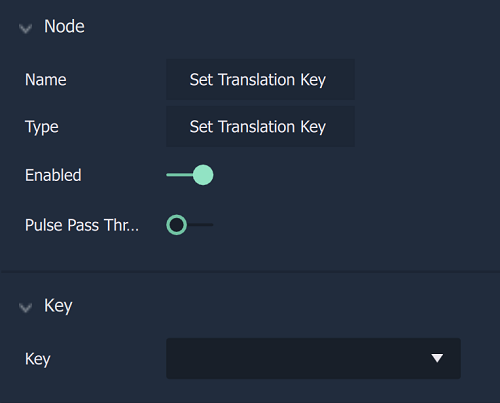 Node
Name Set Translation Key
Type Set Translation Key
Enabled
Pulse Pass Thr...
Key
Key